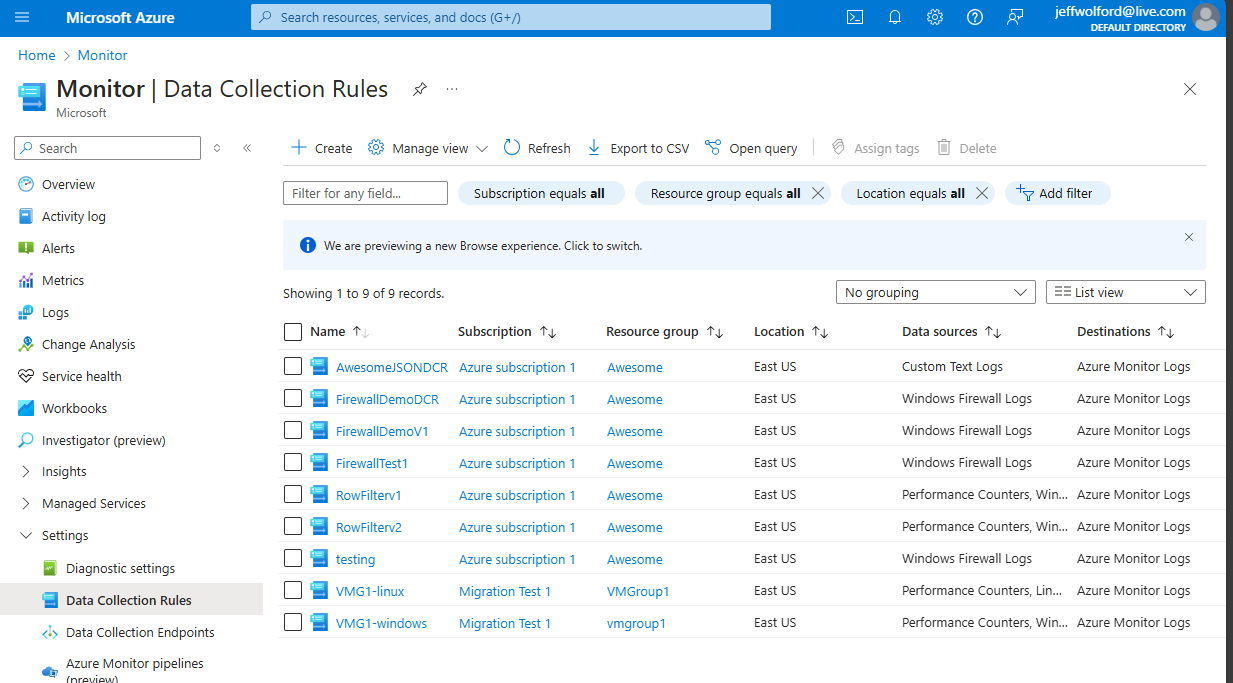 Microsoft Azure
Search resources, services, and docs (G+/)
jeffwolford@live.com
DEFAULT DIRECTORY
Home > Monitor
Monitor | Data Collection Rules
Microsoft
Search
Overview
Activity log
Alerts
Metrics
Logs
Change Analysis
Service health
Workbooks
Investigator (preview)
Insights
Managed Services
Settings
Diagnostic settings
Data Collection Rules
Data Collection Endpoints
Azure Monitor pipelines
(preview)
Create Manage view Refresh Export to CSV Open query Assign tags Delete
Filter for any field... Subscription equals all Resource group equals all Location equals all Add filter
We are previewing a new Browse experience. Click to switch.
Showing 1 to 9 of 9 records. No grouping List view
Name Subscription Resource group Location Data sources Destinations
AwesomeJSONDCR Azure subscription 1 Awesome East US Custom Text Logs Azure Monitor Logs
FirewallDemoDCR Azure subscription 1 Awesome East US Windows Firewall Logs Azure Monitor Logs
FirewallDemoV1 Azure subscription 1 Awesome East US Windows Firewall Logs Azure Monitor Logs
FirewallTest1 Azure subscription 1 Awesome East US Windows Firewall Logs Azure Monitor Logs
RowFilterv1 Azure subscription 1 Awesome East US Performance Counters, Win... Azure Monitor Logs
RowFilterv2 Azure subscription 1 Awesome East US Performance Counters, Win... Azure Monitor Logs
testing Azure subscription 1 Awesome East US Windows Firewall Logs Azure Monitor Logs
VMG1-linux Migration Test 1 VMGroup1 East US Performance Counters, Lin... Azure Monitor Logs
VMG1-windows Migration Test 1 vmgroup1 East US Performance Counters, Win... Azure Monitor Logs